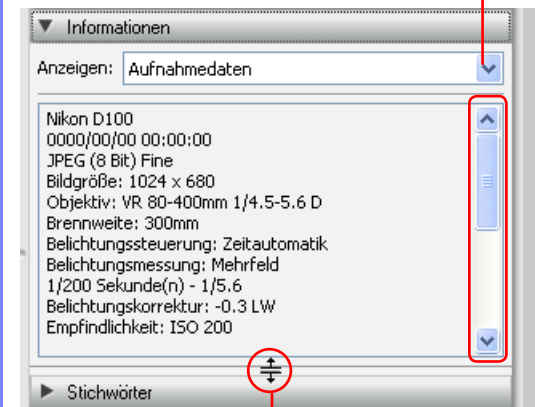 Informationen
Anzeigen: Aufnahmedaten
Nikon D100
0000/00/00 00:00:00
JPEG (8 Bit) Fine
Bildgröße: 1024 x 680
Objektiv: VR 80-400mm 1/4.5-5.6 D
Brennweite: 300mm
Belichtungssteuerung: Zeitautomatik
Belichtungsmessung: Mehrfeld
1/200 Sekunde(n) - 1/5.6
Belichtungskorrektur: -0.3 LW
Empfindlichkeit: ISO 200
Stichwörter